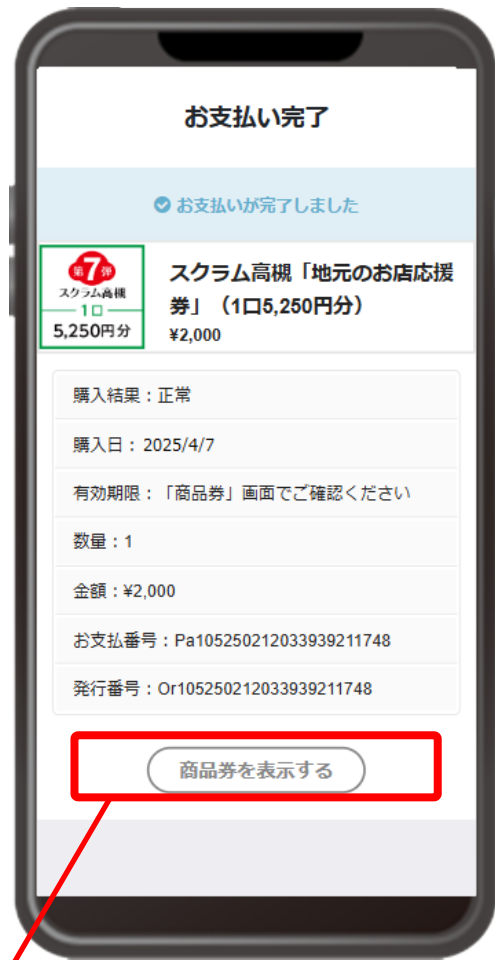 お支払い完了
お支払いが完了しました
第7弾
スクラム高槻
1口
5,250円分
スクラム高槻「地元のお店応援
券」（1口5,250円分）
¥2,000
購入結果：正常
購入日：2025/4/7
有効期限：「商品券」画面でご確認ください
数量：1
金額：¥2,000
お支払番号：Pa105250212033939211748
発行番号：Or105250212033939211748
商品券を表示する